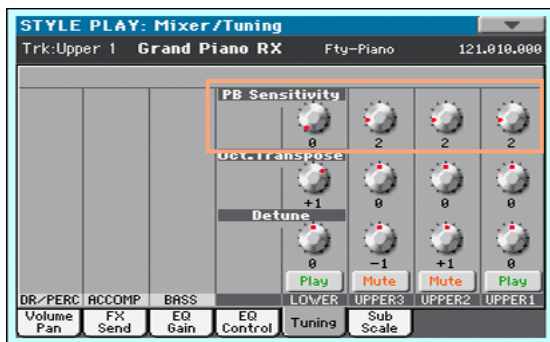 STYLE PLAY: Mixer/Tuning
Trk:Upper 1 Grand Piano RX Fty-Piano 121.010.000
PB Sensitivity
0 2 2 2
Oct.Transpose
+1 0 0 0
Detune
0 -1 +1 0
Play Mute Mute Play
DR/PERC ACCOMP BASS LOWER UPPER3 UPPER2 UPPER1
Volume Pan FX Send EQ Gain EQ Control Tuning Sub Scale